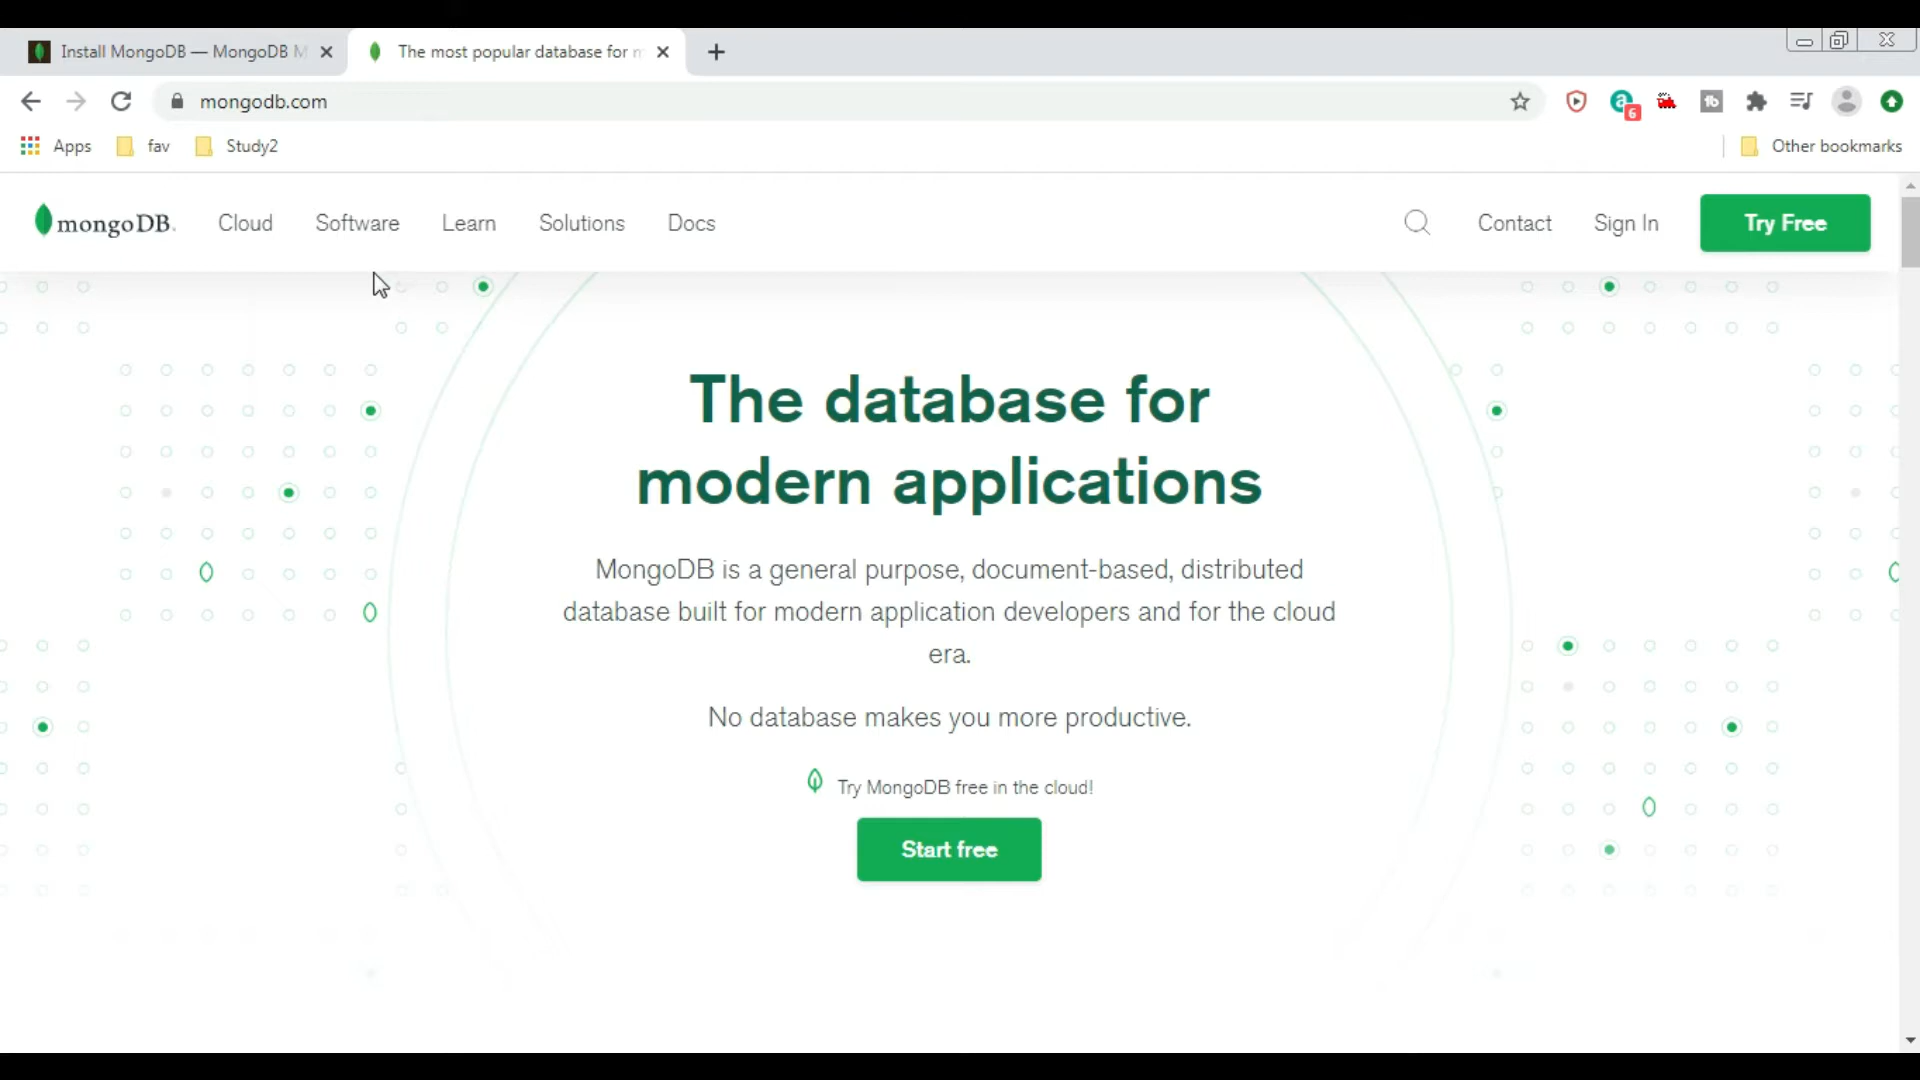 Install MongoDB — MongoDB M
The most popular database for m
mongodb.com
6
Apps
fav
Study2
Other bookmarks
mongoDB.
Cloud
Software
Learn
Solutions
Docs
Contact
Sign In
Try Free
The database for
modern applications
MongoDB is a general purpose, document-based, distributed
database built for modern application developers and for the cloud
era.
No database makes you more productive.
Try MongoDB free in the cloud!
Start free